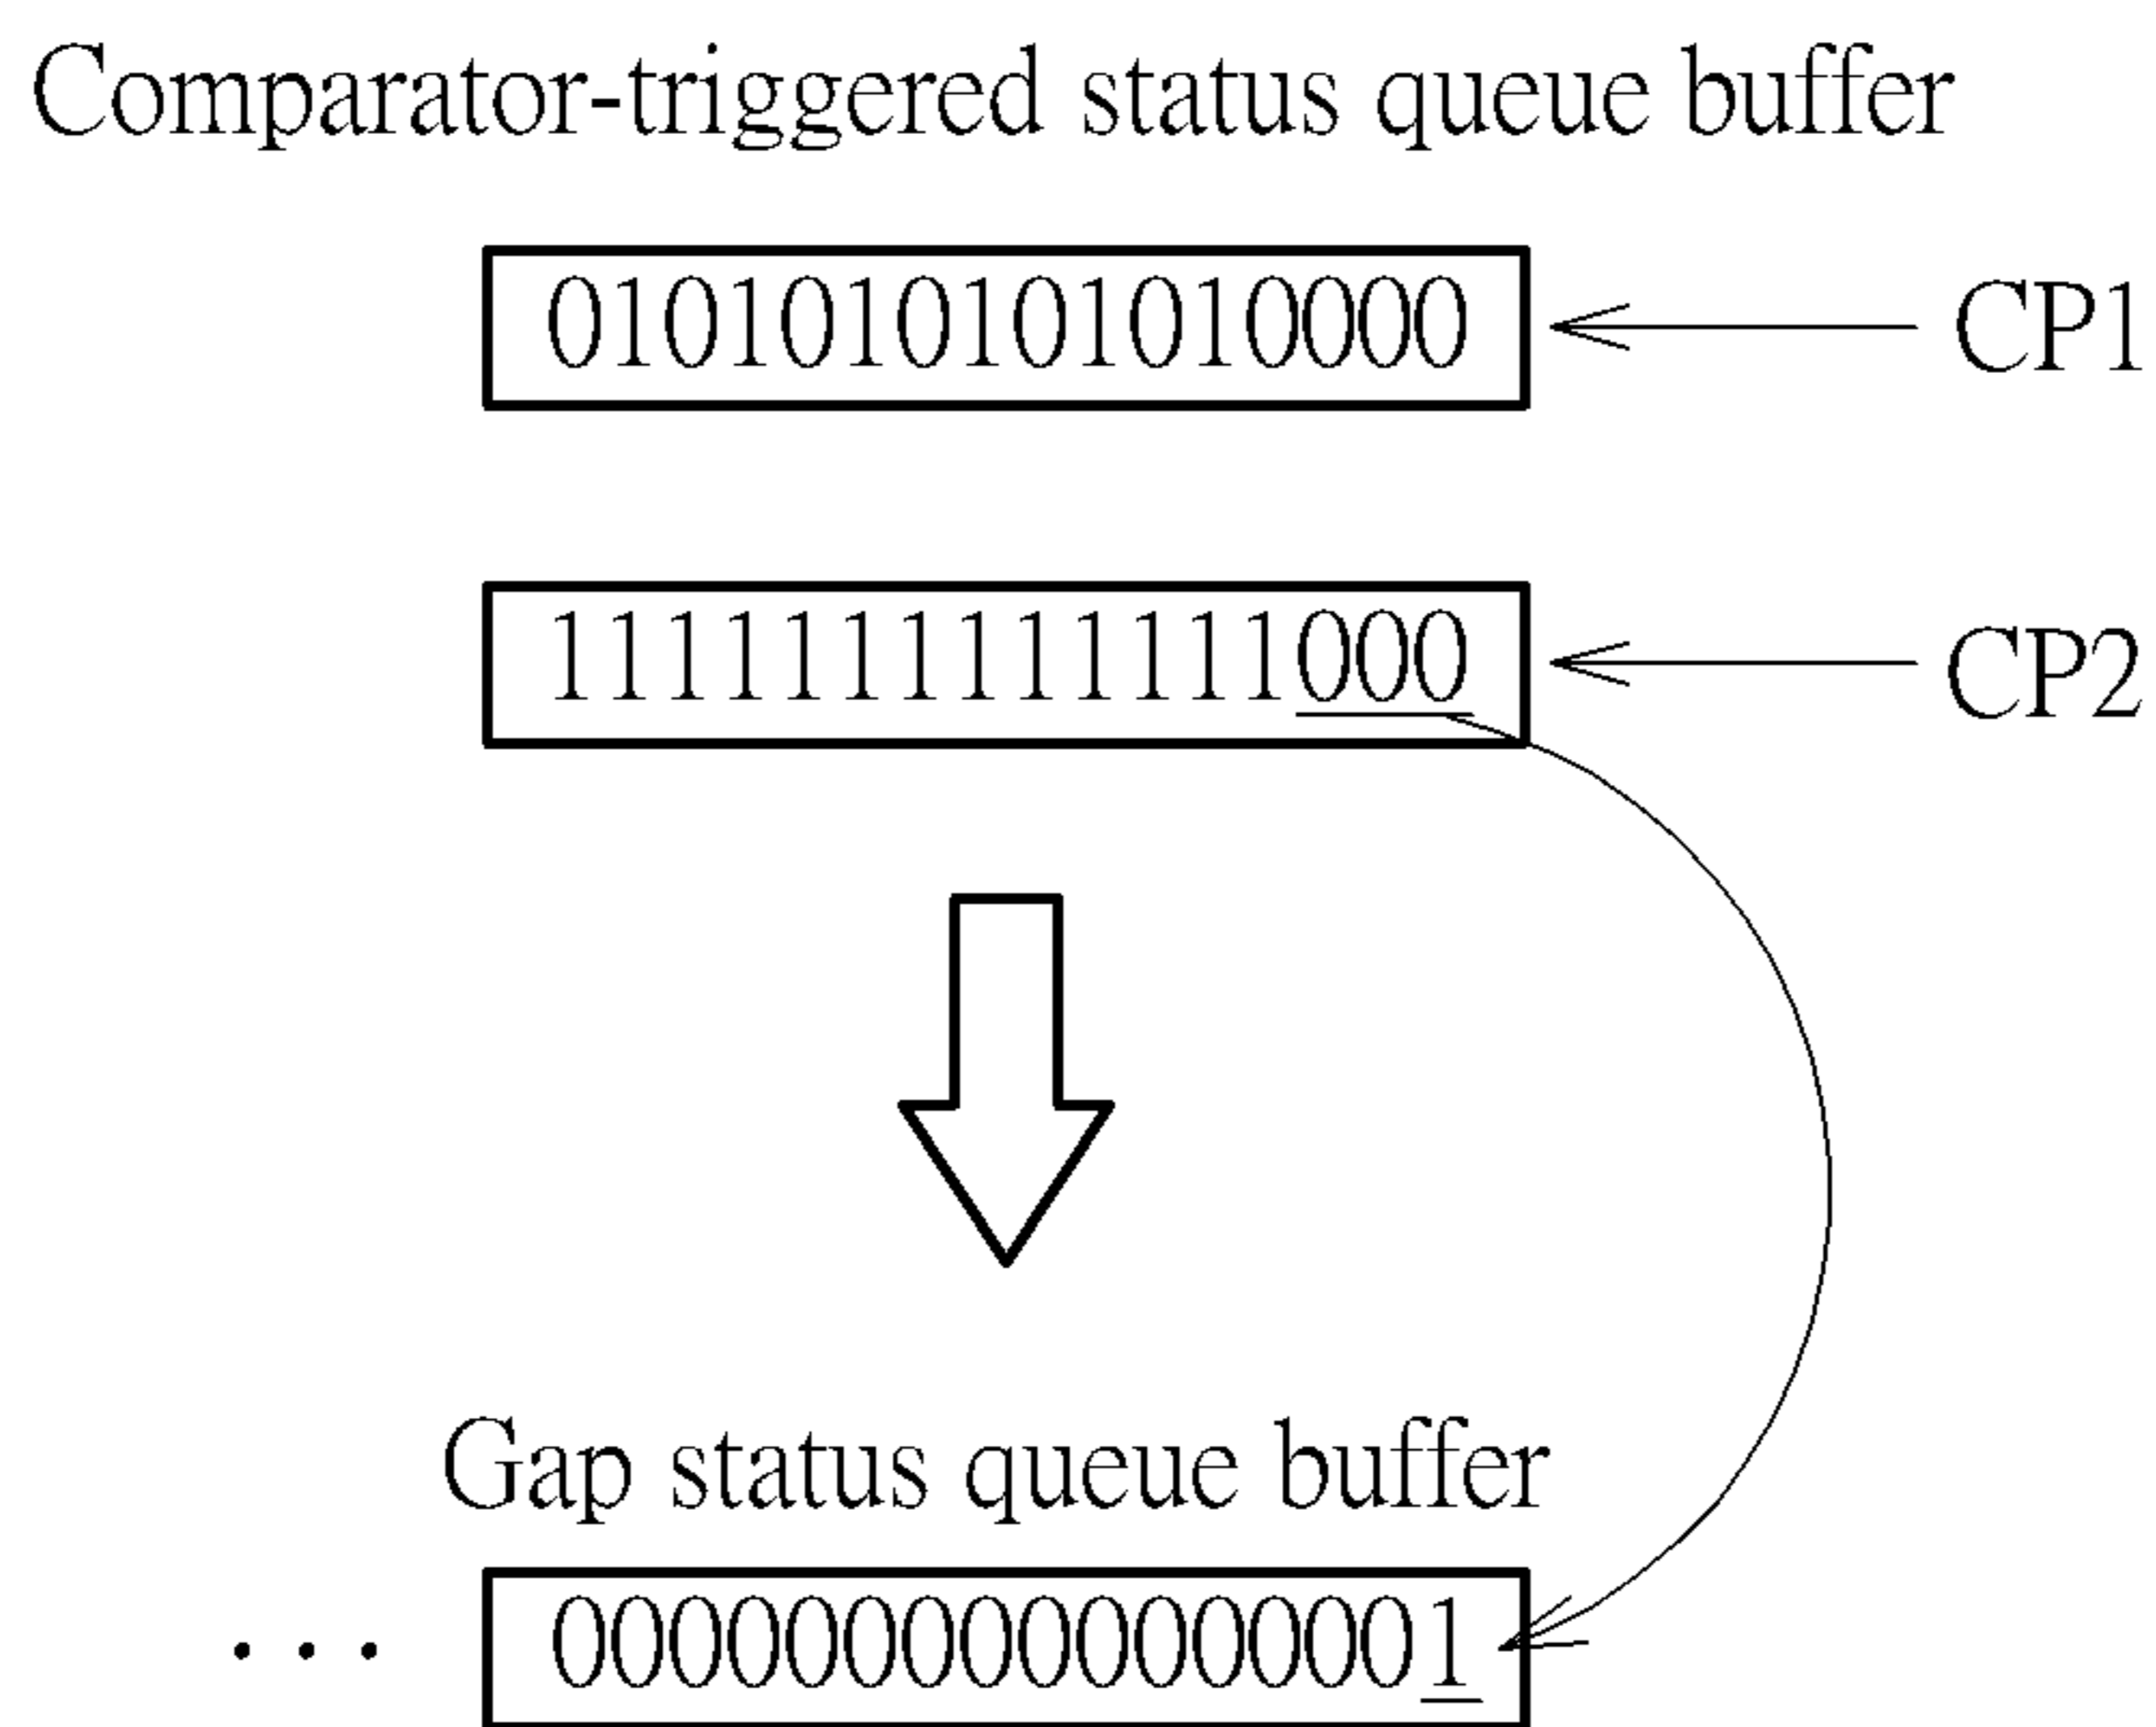 Comparator-triggered status queue buffer
0101010101010000 CP1
1111111111111000 CP2
Gap status queue buffer
... 0000000000000001